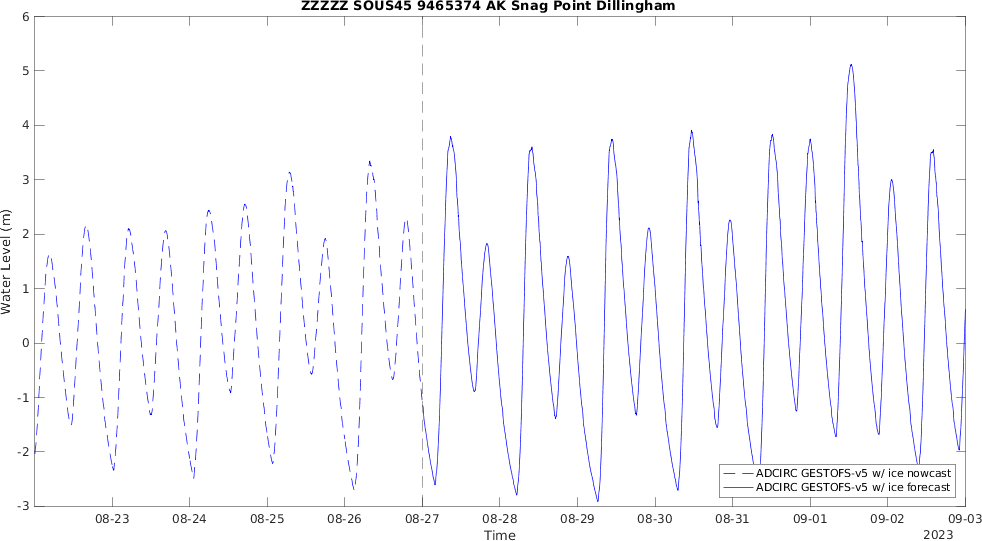 ZZZZZ SOUS45 9465374 AK Snag Point Dillingham
6
5
4
3
2
1
0
-1
-2
-3
Water Level (m)
ADCIRC GESTOFS-v5 w/ ice nowcast
ADCIRC GESTOFS-v5 w/ ice forecast
08-23 08-24 08-25 08-26 08-27 08-28 08-29 08-30 08-31 09-01 09-02 09-03
Time
2023